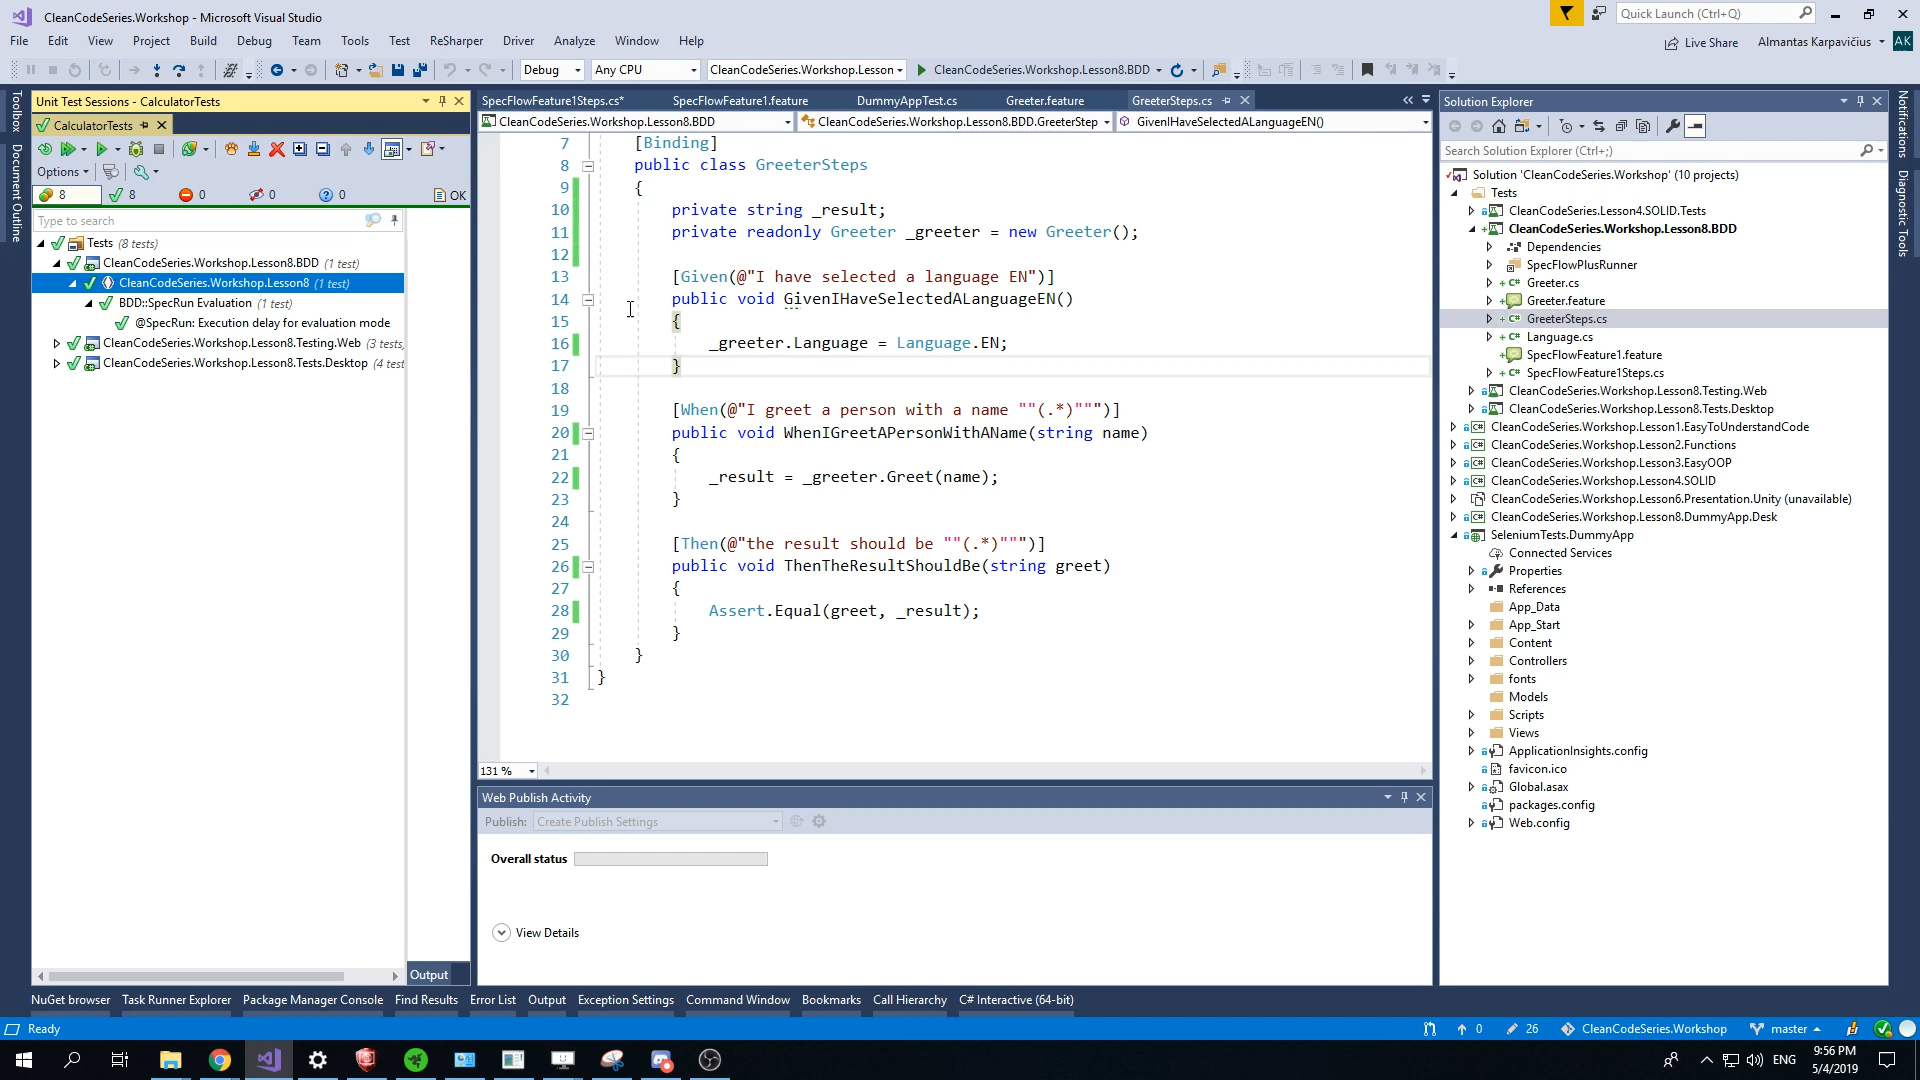 CleanCodeSeries.Workshop - Microsoft Visual Studio
Quick Launch (Ctrl+Q)
File Edit View Project Build Debug Team Tools Test ReSharper Driver Analyze Window Help
Live Share Almantas Karpavičius AK
Debug Any CPU CleanCodeSeries.Workshop.Lesson CleanCodeSeries.Workshop.Lesson8.BDD
Toolbox
Document Outline
Unit Test Sessions - CalculatorTests
CalculatorTests
Options
8 8 0 0 0 OK
Type to search
Tests (8 tests)
CleanCodeSeries.Workshop.Lesson8.BDD (1 test)
CleanCodeSeries.Workshop.Lesson8 (1 test)
BDD::SpecRun Evaluation (1 test)
@SpecRun: Execution delay for evaluation mode
CleanCodeSeries.Workshop.Lesson8.Testing.Web (3 tests,
CleanCodeSeries.Workshop.Lesson8.Tests.Desktop (4 test
Output
SpecFlowFeature1Steps.cs* SpecFlowFeature1.feature DummyAppTest.cs Greeter.feature GreeterSteps.cs
CleanCodeSeries.Workshop.Lesson8.BDD CleanCodeSeries.Workshop.Lesson8.BDD.GreeterStep GivenIHaveSelectedALanguageEN()
7 [Binding]
8 public class GreeterSteps
9 {
10 private string _result;
11 private readonly Greeter _greeter = new Greeter();
12
13 [Given(@"I have selected a language EN")]
14 public void GivenIHaveSelectedALanguageEN()
15 {
16 _greeter.Language = Language.EN;
17 }
18
19 [When(@"I greet a person with a name ""(.*)""")]
20 public void WhenIGreetAPersonWithAName(string name)
21 {
22 _result = _greeter.Greet(name);
23 }
24
25 [Then(@"the result should be ""(.*)""")]
26 public void ThenTheResultShouldBe(string greet)
27 {
28 Assert.Equal(greet, _result);
29 }
30 }
31 }
32
131 %
Web Publish Activity
Publish: Create Publish Settings
Overall status
View Details
Solution Explorer
Search Solution Explorer (Ctrl+;)
Solution 'CleanCodeSeries.Workshop' (10 projects)
Tests
CleanCodeSeries.Lesson4.SOLID.Tests
CleanCodeSeries.Workshop.Lesson8.BDD
Dependencies
SpecFlowPlusRunner
Greeter.cs
Greeter.feature
GreeterSteps.cs
Language.cs
SpecFlowFeature1.feature
SpecFlowFeature1Steps.cs
CleanCodeSeries.Workshop.Lesson8.Testing.Web
CleanCodeSeries.Workshop.Lesson8.Tests.Desktop
CleanCodeSeries.Workshop.Lesson1.EasyToUnderstandCode
CleanCodeSeries.Workshop.Lesson2.Functions
CleanCodeSeries.Workshop.Lesson3.EasyOOP
CleanCodeSeries.Workshop.Lesson4.SOLID
CleanCodeSeries.Workshop.Lesson6.Presentation.Unity (unavailable)
CleanCodeSeries.Workshop.Lesson8.DummyApp.Desk
SeleniumTests.DummyApp
Connected Services
Properties
References
App_Data
App_Start
Content
Controllers
fonts
Models
Scripts
Views
ApplicationInsights.config
favicon.ico
Global.asax
packages.config
Web.config
Notifications
Diagnostic Tools
NuGet browser Task Runner Explorer Package Manager Console Find Results Error List Output Exception Settings Command Window Bookmarks Call Hierarchy C# Interactive (64-bit)
Ready 0 26 CleanCodeSeries.Workshop master
ENG 9:56 PM
5/4/2019